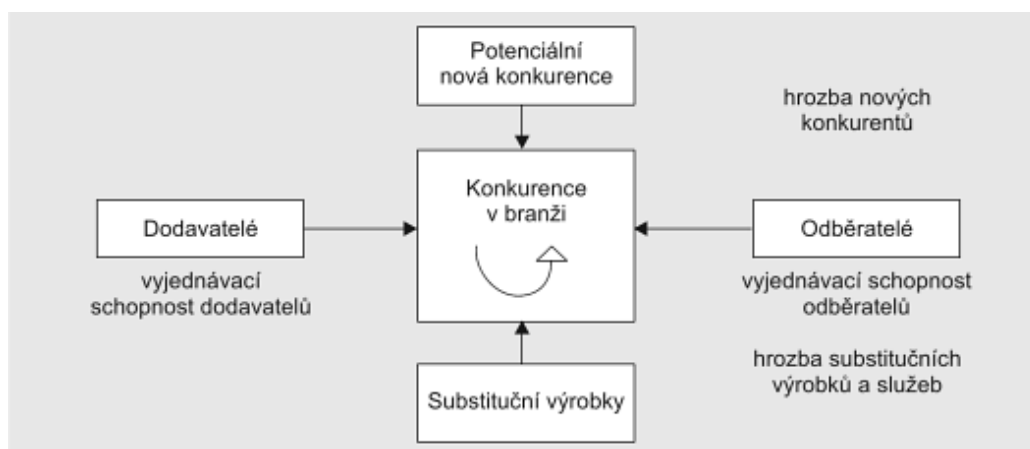 Potenciální
nová konkurence
hrozba nových
konkurentů
Konkurence
v branži
Dodavatelé
Odběratelé
vyjednávací
schopnost dodavatelů
vyjednávací schopnost
odběratelů
hrozba substitučních
výrobků a služeb
Substituční výrobky